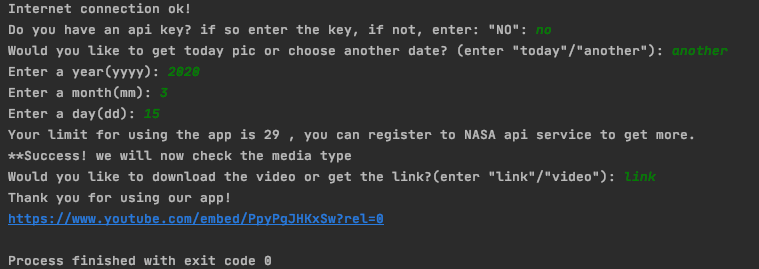 Internet connection ok!
Do you have an api key? if so enter the key, if not, enter: "NO": no
Would you like to get today pic or choose another date? (enter "today"/"another"): another
Enter a year(yyyy): 2020
Enter a month(mm): 3
Enter a day(dd): 15
Your limit for using the app is 29 , you can register to NASA api service to get more.
**Success! we will now check the media type
Would you like to download the video or get the link?(enter "link"/"video"): link
Thank you for using our app!
https://www.youtube.com/embed/PpyPgJHKxSw?rel=0
Process finished with exit code 0